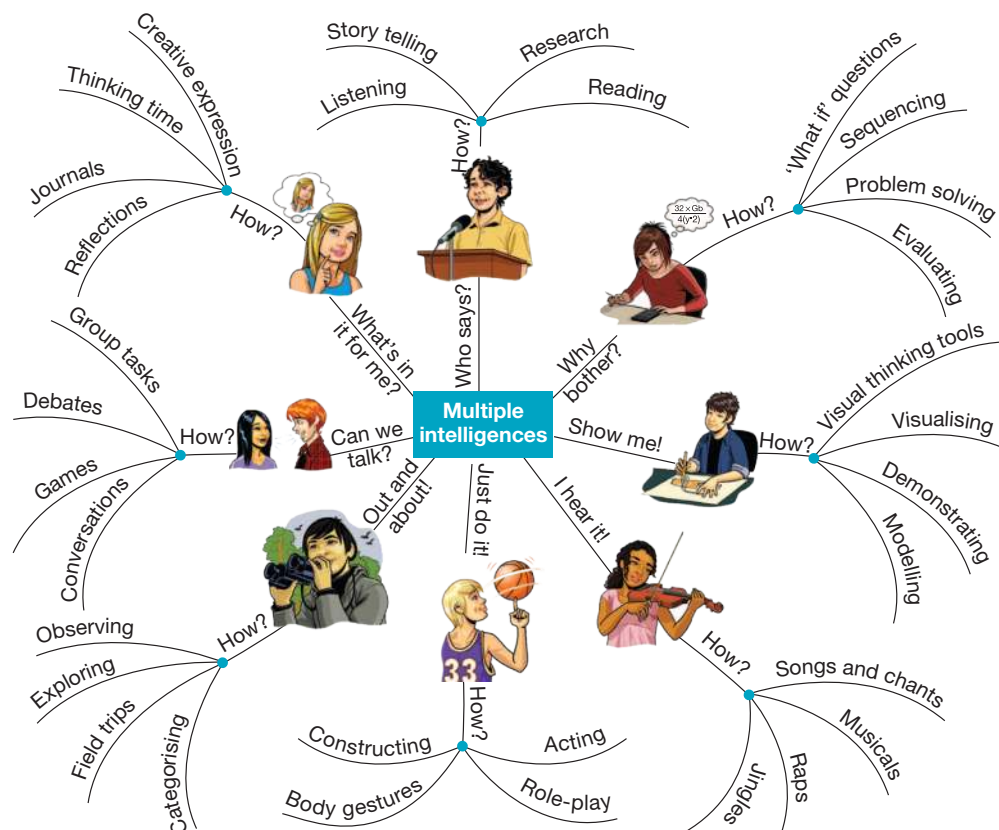 Multiple
intelligences
Who says?
How?
Listening
Story telling
Research
Reading
Why
bother?
32 × Gb
4(y•2)
How?
'What if' questions
Sequencing
Problem solving
Evaluating
Show me!
How?
Visual thinking tools
Visualising
Demonstrating
Modelling
I hear it!
How?
Songs and chants
Musicals
Raps
Jingles
Just do it!
33
How?
Acting
Role-play
Body gestures
Constructing
Out and
about!
How?
Observing
Exploring
Field trips
Categorising
Can we
talk?
How?
Group tasks
Debates
Games
Conversations
What's in
it for me?
How?
Creative expression
Thinking time
Journals
Reflections